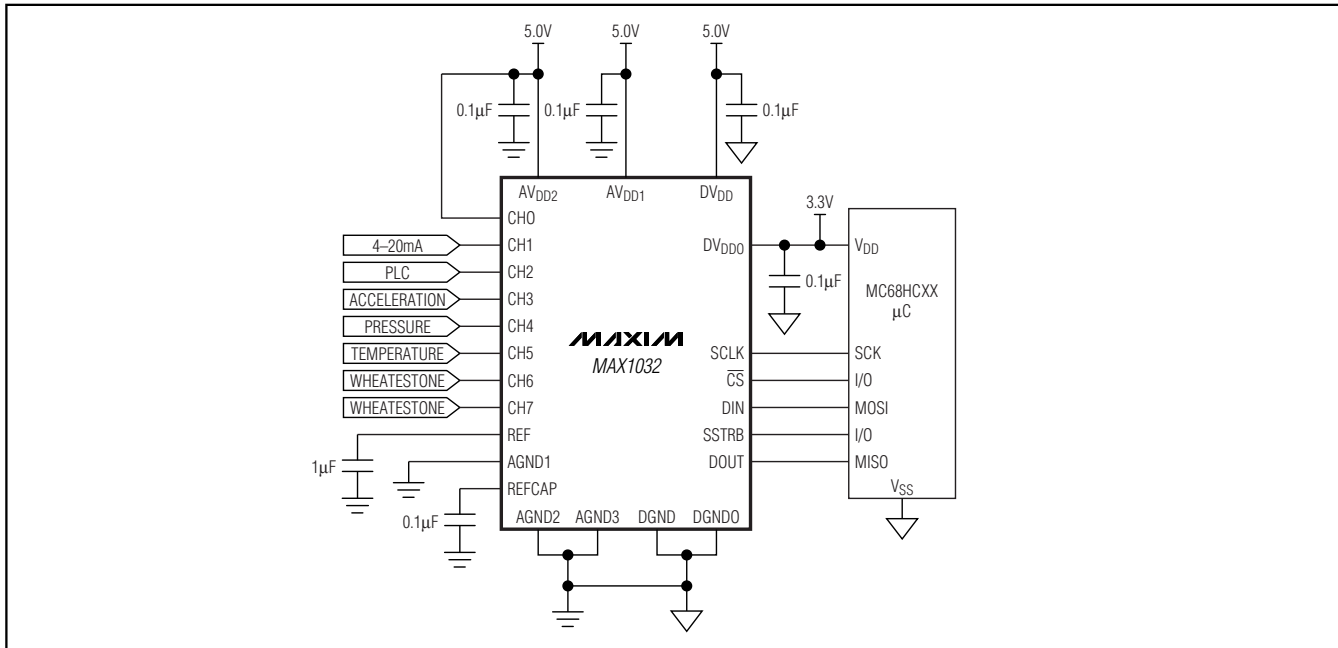 5.0V 5.0V 5.0V
0.1µF 0.1µF 0.1µF
AVDD2 AVDD1 DVDD
3.3V
CH0
4–20mA CH1 DVDDO VDD
PLC CH2
0.1µF
MC68HCXX
µC
ACCELERATION CH3
PRESSURE CH4
MAXIM
MAX1032
TEMPERATURE CH5 SCLK SCK
WHEATESTONE CH6 CS I/O
WHEATESTONE CH7 DIN MOSI
REF SSTRB I/O
1µF
AGND1 DOUT MISO
REFCAP
VSS
0.1µF
AGND2 AGND3 DGND DGNDO